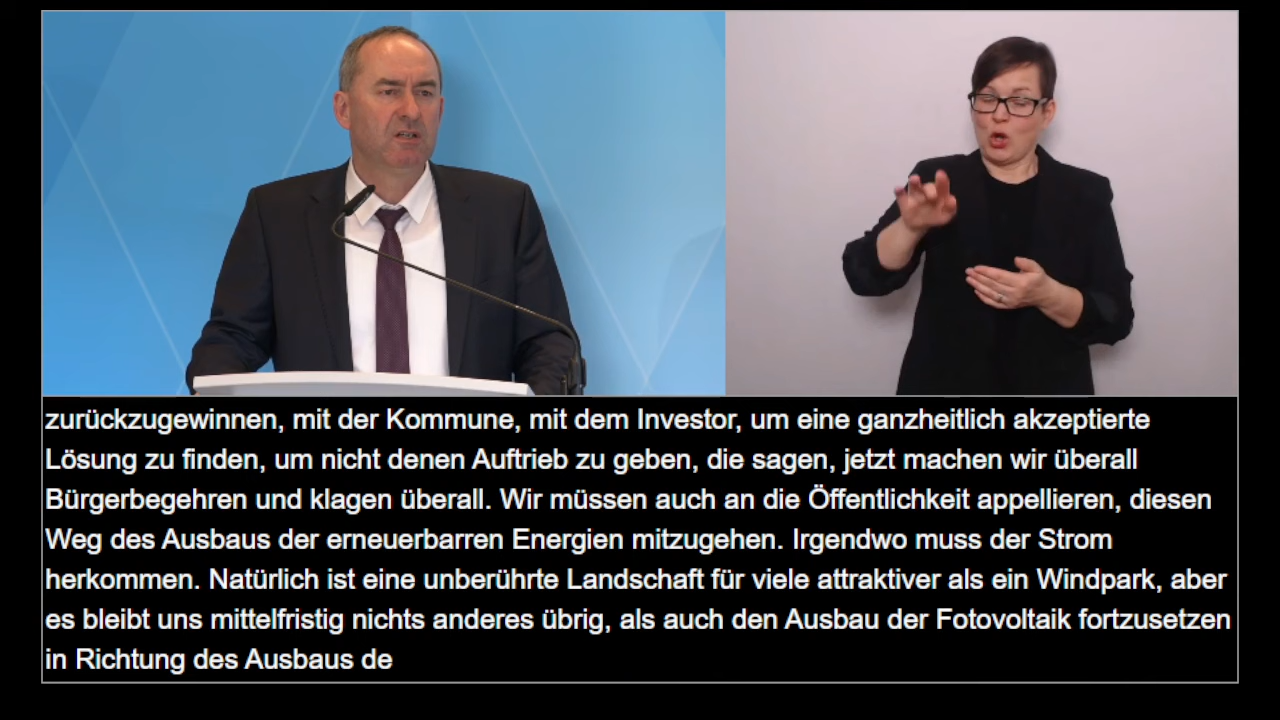 zurückzugewinnen, mit der Kommune, mit dem Investor, um eine ganzheitlich akzeptierte
Lösung zu finden, um nicht denen Auftrieb zu geben, die sagen, jetzt machen wir überall
Bürgerbegehren und klagen überall. Wir müssen auch an die Öffentlichkeit appellieren, diesen
Weg des Ausbaus der erneuerbarren Energien mitzugehen. Irgendwo muss der Strom
herkommen. Natürlich ist eine unberührte Landschaft für viele attraktiver als ein Windpark, aber
es bleibt uns mittelfristig nichts anderes übrig, als auch den Ausbau der Fotovoltaik fortzusetzen
in Richtung des Ausbaus de